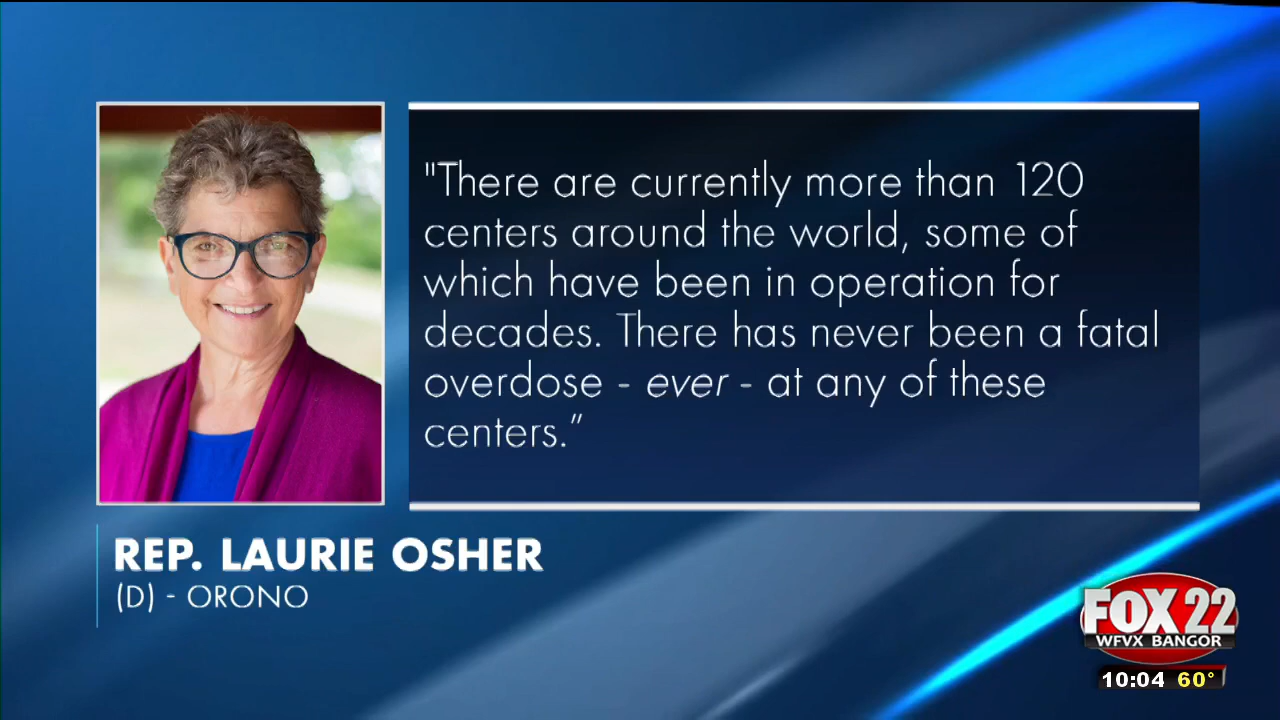 "There are currently more than 120
centers around the world, some of
which have been in operation for
decades. There has never been a fatal
overdose - ever - at any of these
centers.”
REP. LAURIE OSHER
(D) - ORONO
FOX 22
WFVX BANGOR
10:04 60°